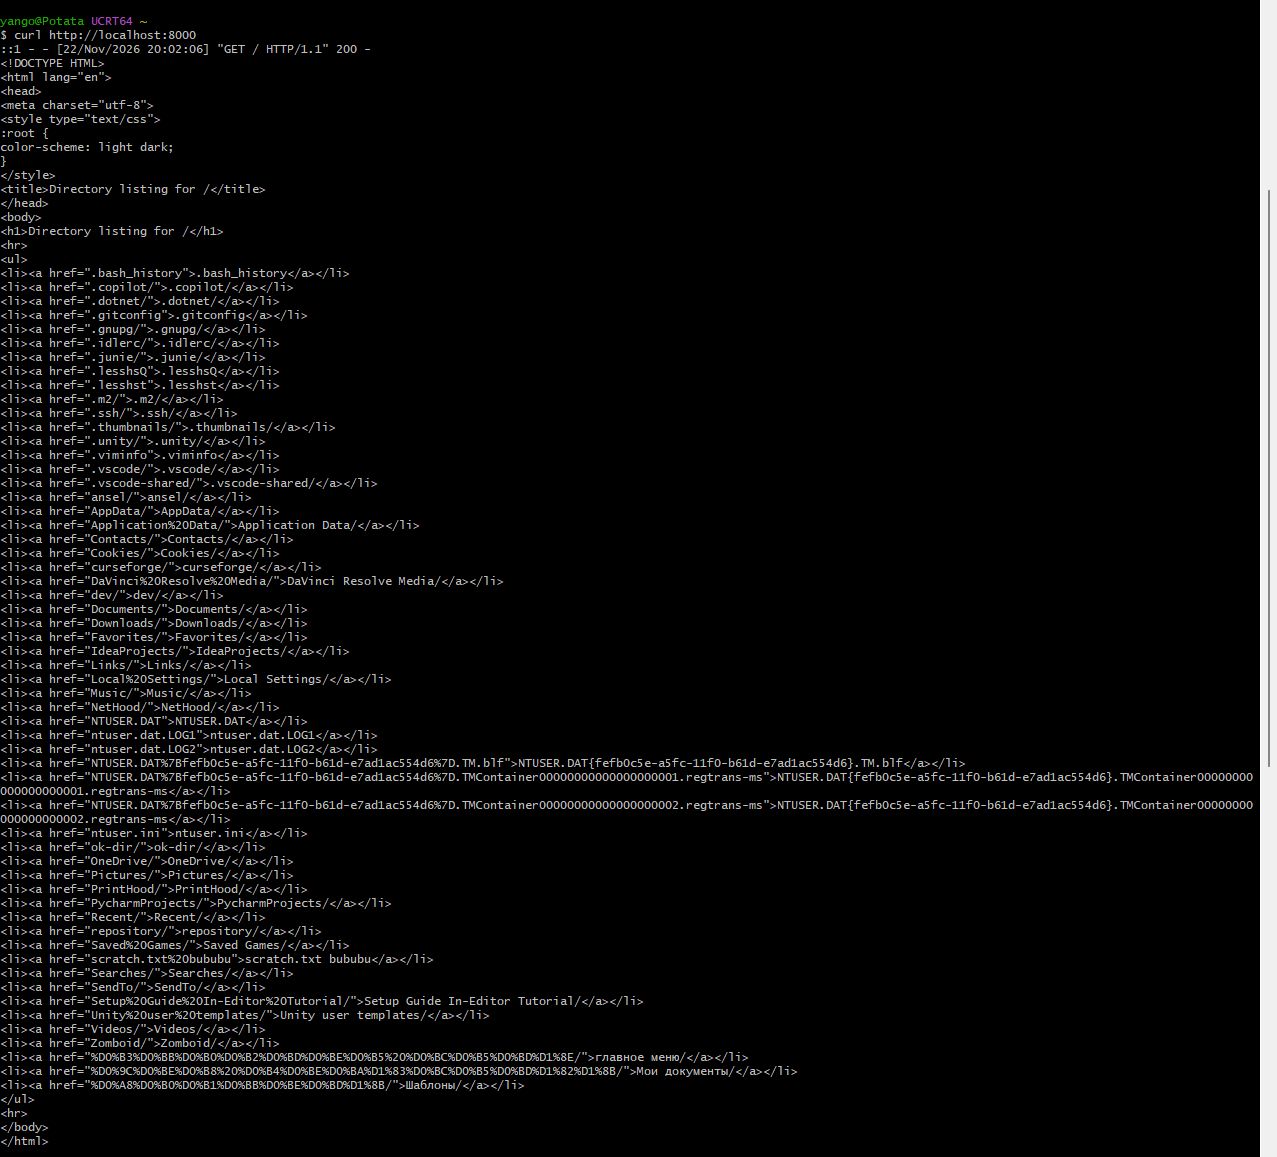 yango@Potata UCRT64 ~
$ curl http://localhost:8000
::1 - - [22/Nov/2026 20:02:06] "GET / HTTP/1.1" 200 -
<!DOCTYPE HTML>
<html lang="en">
<head>
<meta charset="utf-8">
<style type="text/css">
:root {
color-scheme: light dark;
}
</style>
<title>Directory listing for /</title>
</head>
<body>
<h1>Directory listing for /</h1>
<hr>
<ul>
<li><a href=".bash_history">.bash_history</a></li>
<li><a href=".copilot/">.copilot/</a></li>
<li><a href=".dotnet/">.dotnet/</a></li>
<li><a href=".gitconfig">.gitconfig</a></li>
<li><a href=".gnupg/">.gnupg/</a></li>
<li><a href=".idlerc/">.idlerc/</a></li>
<li><a href=".junie/">.junie/</a></li>
<li><a href=".lesshsQ">.lesshsQ</a></li>
<li><a href=".lesshst">.lesshst</a></li>
<li><a href=".m2/">.m2/</a></li>
<li><a href=".ssh/">.ssh/</a></li>
<li><a href=".thumbnails/">.thumbnails/</a></li>
<li><a href=".unity/">.unity/</a></li>
<li><a href=".viminfo">.viminfo</a></li>
<li><a href=".vscode/">.vscode/</a></li>
<li><a href=".vscode-shared/">.vscode-shared/</a></li>
<li><a href="ansel/">ansel/</a></li>
<li><a href="AppData/">AppData/</a></li>
<li><a href="Application%20Data/">Application Data/</a></li>
<li><a href="Contacts/">Contacts/</a></li>
<li><a href="Cookies/">Cookies/</a></li>
<li><a href="curseforge/">curseforge/</a></li>
<li><a href="DaVinci%20Resolve%20Media/">DaVinci Resolve Media/</a></li>
<li><a href="dev/">dev/</a></li>
<li><a href="Documents/">Documents/</a></li>
<li><a href="Downloads/">Downloads/</a></li>
<li><a href="Favorites/">Favorites/</a></li>
<li><a href="IdeaProjects/">IdeaProjects/</a></li>
<li><a href="Links/">Links/</a></li>
<li><a href="Local%20Settings/">Local Settings/</a></li>
<li><a href="Music/">Music/</a></li>
<li><a href="NetHood/">NetHood/</a></li>
<li><a href="NTUSER.DAT">NTUSER.DAT</a></li>
<li><a href="ntuser.dat.LOG1">ntuser.dat.LOG1</a></li>
<li><a href="ntuser.dat.LOG2">ntuser.dat.LOG2</a></li>
<li><a href="NTUSER.DAT%7Bfefb0c5e-a5fc-11f0-b61d-e7ad1ac554d6%7D.TM.blf">NTUSER.DAT{fefb0c5e-a5fc-11f0-b61d-e7ad1ac554d6}.TM.blf</a></li>
<li><a href="NTUSER.DAT%7Bfefb0c5e-a5fc-11f0-b61d-e7ad1ac554d6%7D.TMContainer00000000000000000001.regtrans-ms">NTUSER.DAT{fefb0c5e-a5fc-11f0-b61d-e7ad1ac554d6}.TMContainer00000000
000000000001.regtrans-ms</a></li>
<li><a href="NTUSER.DAT%7Bfefb0c5e-a5fc-11f0-b61d-e7ad1ac554d6%7D.TMContainer00000000000000000002.regtrans-ms">NTUSER.DAT{fefb0c5e-a5fc-11f0-b61d-e7ad1ac554d6}.TMContainer00000000
000000000002.regtrans-ms</a></li>
<li><a href="ntuser.ini">ntuser.ini</a></li>
<li><a href="ok-dir/">ok-dir/</a></li>
<li><a href="OneDrive/">OneDrive/</a></li>
<li><a href="Pictures/">Pictures/</a></li>
<li><a href="PrintHood/">PrintHood/</a></li>
<li><a href="PycharmProjects/">PycharmProjects/</a></li>
<li><a href="Recent/">Recent/</a></li>
<li><a href="repository/">repository/</a></li>
<li><a href="Saved%20Games/">Saved Games/</a></li>
<li><a href="scratch.txt%20bububu">scratch.txt bububu</a></li>
<li><a href="Searches/">Searches/</a></li>
<li><a href="SendTo/">SendTo/</a></li>
<li><a href="Setup%20Guide%20In-Editor%20Tutorial/">Setup Guide In-Editor Tutorial/</a></li>
<li><a href="Unity%20user%20templates/">Unity user templates/</a></li>
<li><a href="Videos/">Videos/</a></li>
<li><a href="Zomboid/">Zomboid/</a></li>
<li><a href="%D0%B3%D0%BB%D0%B0%D0%B2%D0%BD%D0%BE%D0%B5%20%D0%BC%D0%B5%D0%BD%D1%8E/">главное меню/</a></li>
<li><a href="%D0%9C%D0%BE%D0%B8%20%D0%B4%D0%BE%D0%BA%D1%83%D0%BC%D0%B5%D0%BD%D1%82%D1%8B/">Мои документы/</a></li>
<li><a href="%D0%A8%D0%B0%D0%B1%D0%BB%D0%BE%D0%BD%D1%8B/">Шаблоны/</a></li>
</ul>
<hr>
</body>
</html>